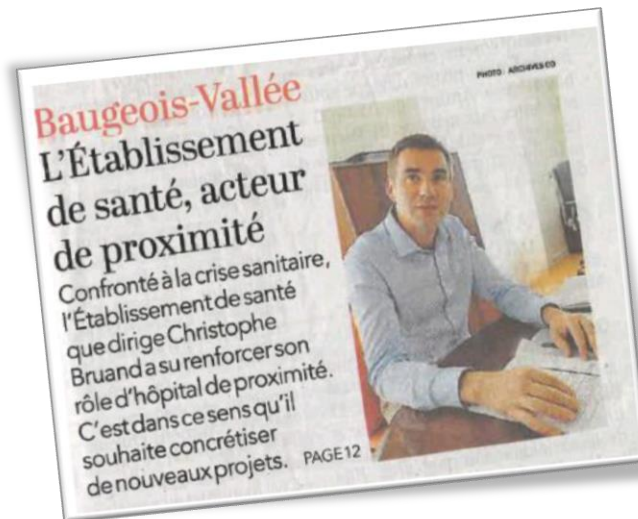 PHOTO : ARCHIVES CO
Baugeois-Vallée
L'Établissement
de santé, acteur
de proximité
Confronté à la crise sanitaire,
l'Établissement de santé
que dirige Christophe
Bruand a su renforcer son
rôle d'hôpital de proximité.
C'est dans ce sens qu'il
souhaite concrétiser
de nouveaux projets. PAGE 12